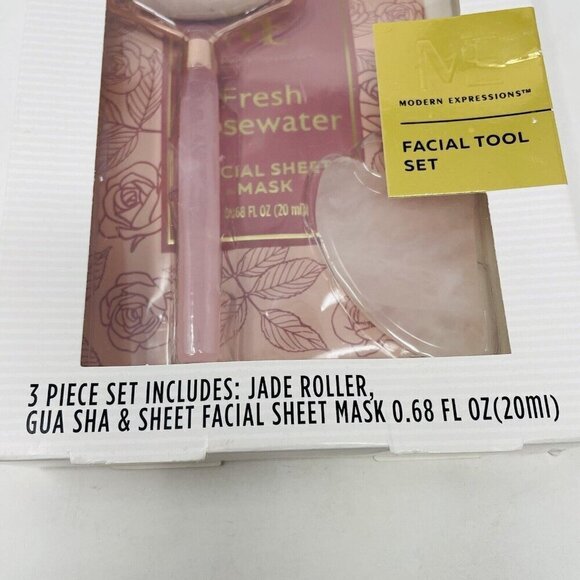 Fresh
sewater
CIAL SHEET
MASK
0.68 FL OZ (20 ml)
M
MODERN EXPRESSIONS™
FACIAL TOOL
SET
3 PIECE SET INCLUDES: JADE ROLLER,
GUA SHA & SHEET FACIAL SHEET MASK 0.68 FL OZ(20ml)